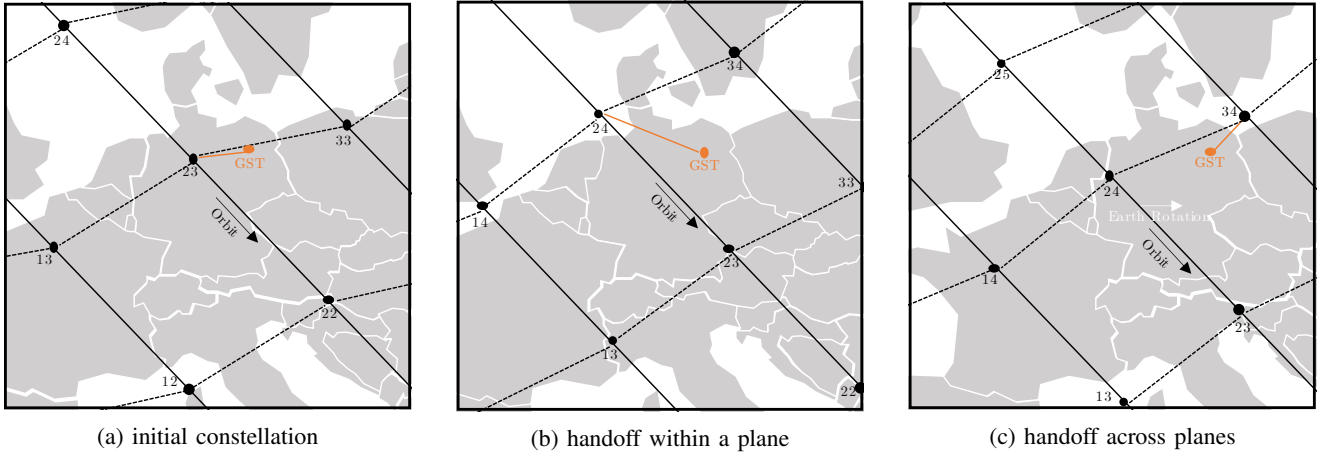 24
33
23
GST
Orbit
13
22
12
(a) initial constellation
34
24
GST
33
14
Orbit
23
13
22
(b) handoff within a plane
25
34
GST
24
Earth Rotation
Orbit
14
23
13
(c) handoff across planes